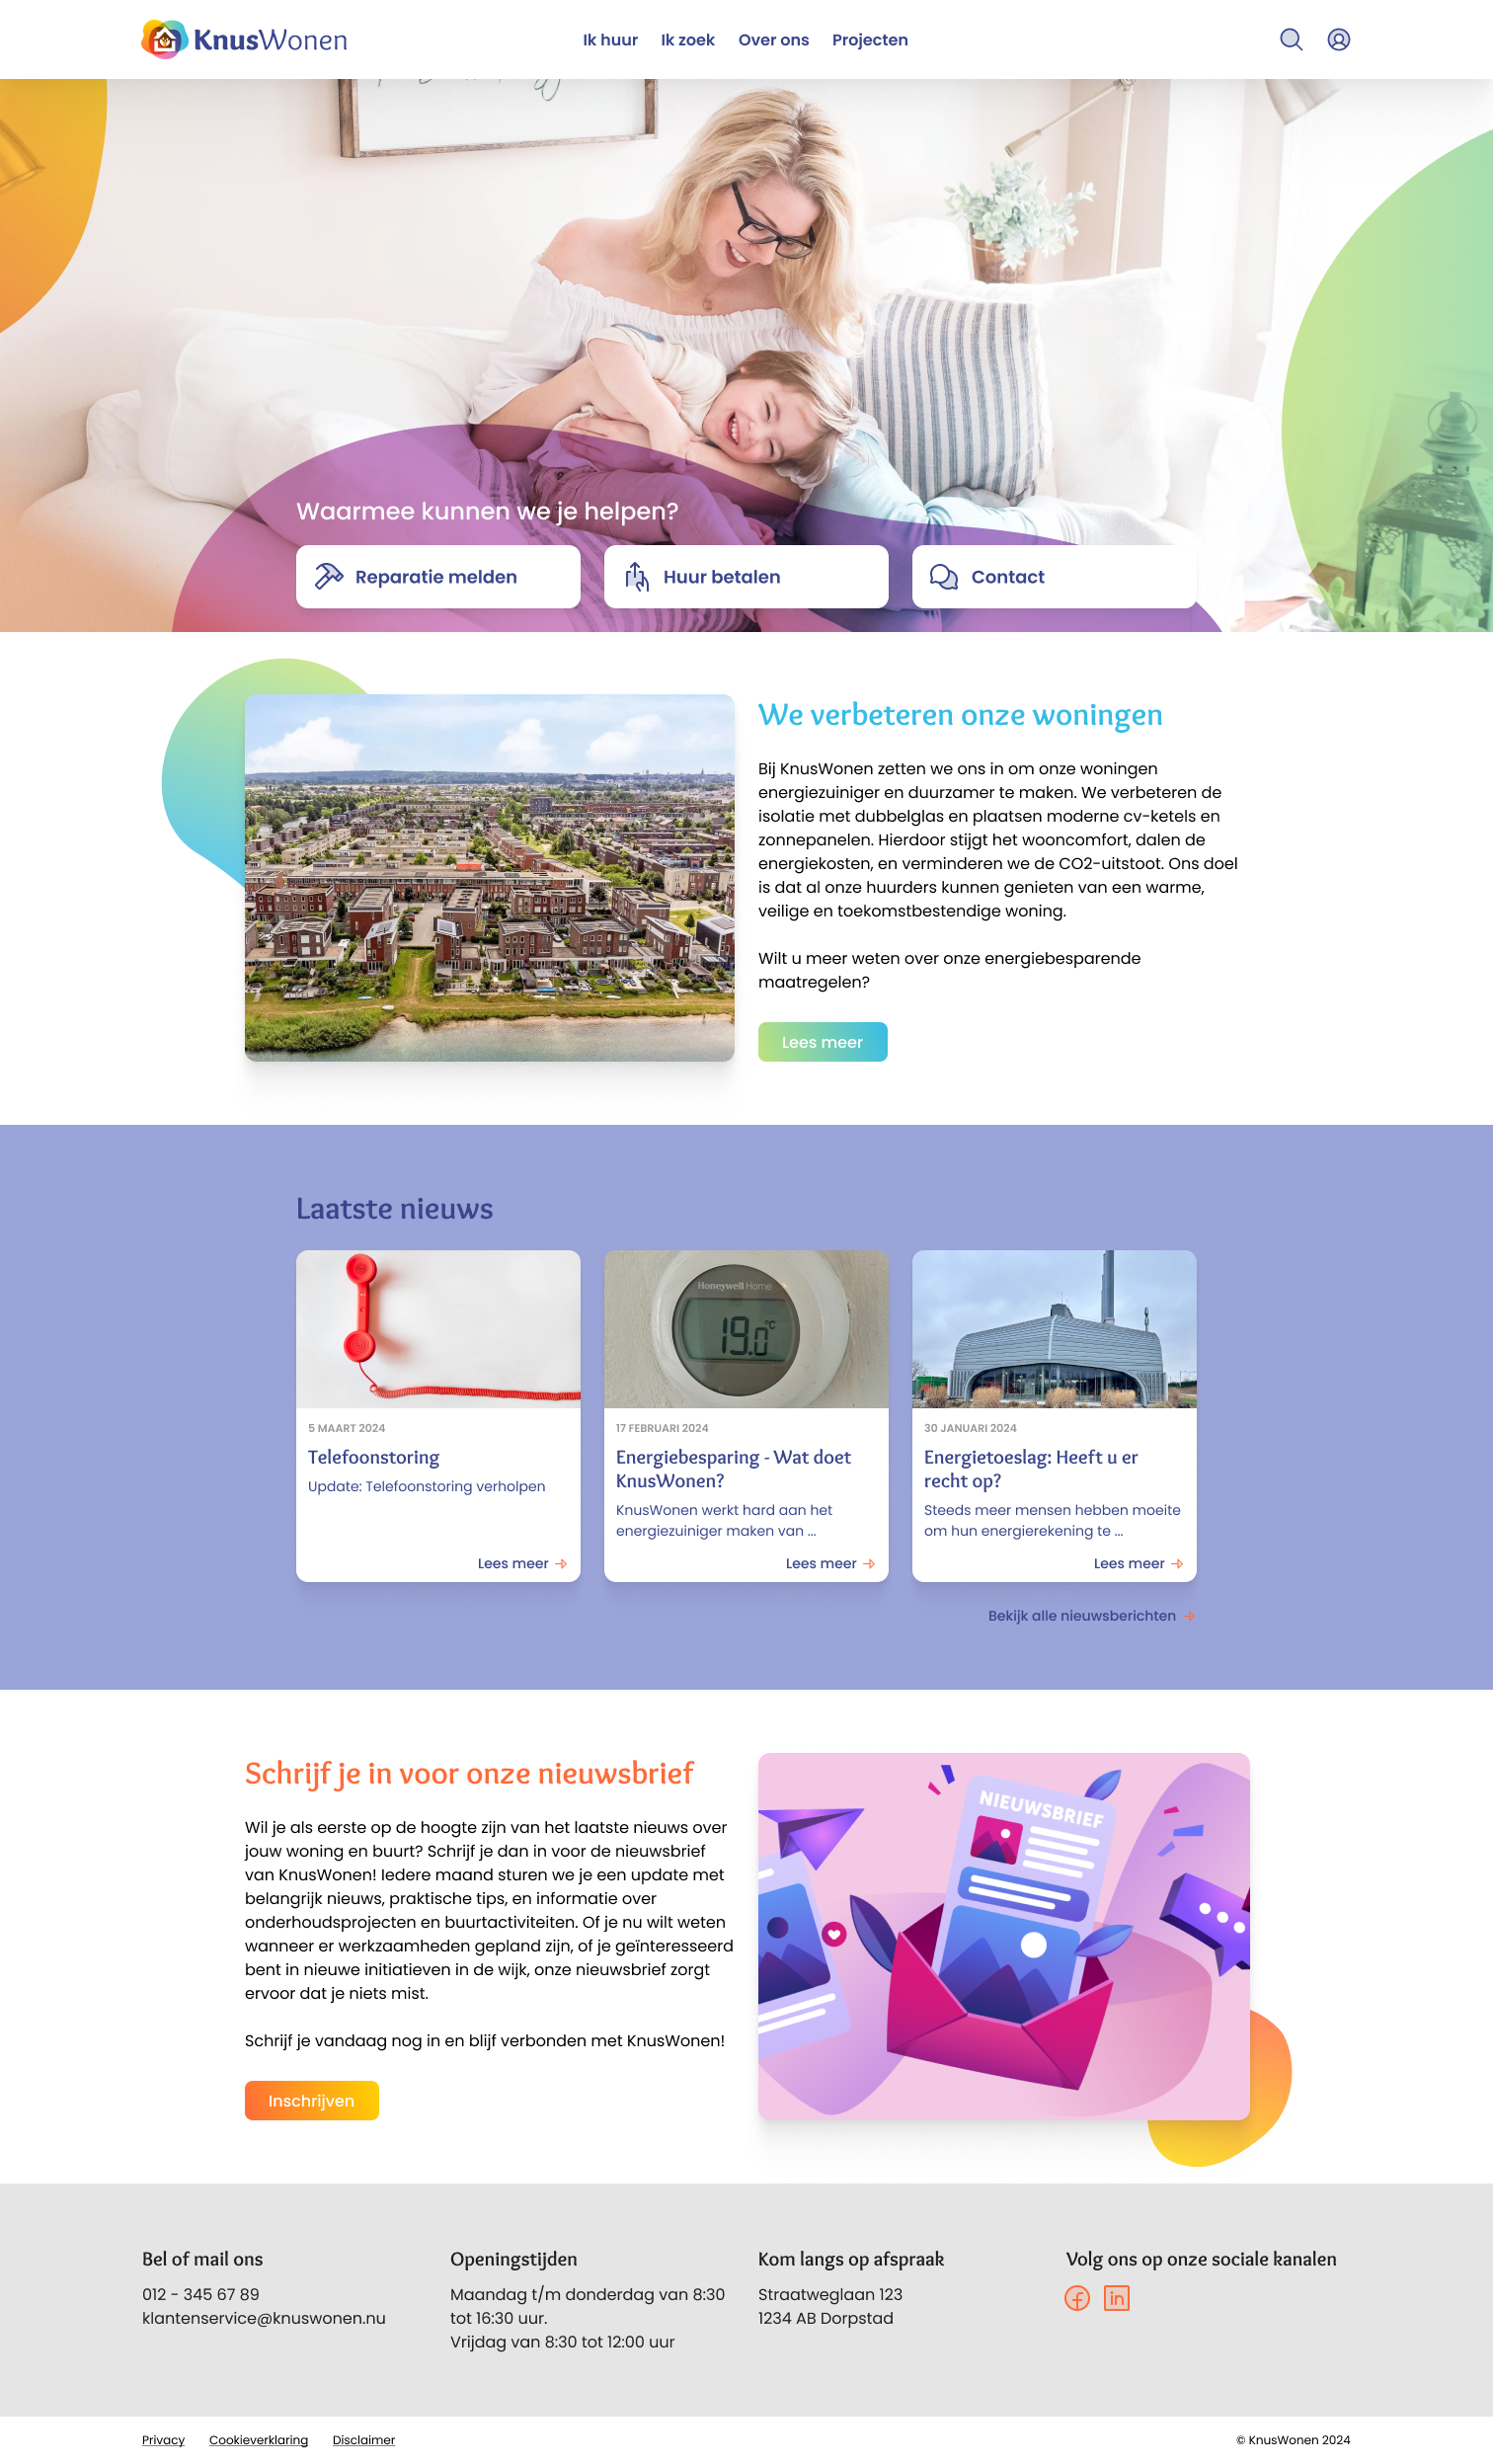 KnusWonen
Ik huur
Ik zoek
Over ons
Projecten
Waarmee kunnen we je helpen?
Reparatie melden
Huur betalen
Contact
We verbeteren onze woningen
Bij KnusWonen zetten we ons in om onze woningen
energiezuiniger en duurzamer te maken. We verbeteren de
isolatie met dubbelglas en plaatsen moderne cv-ketels en
zonnepanelen. Hierdoor stijgt het wooncomfort, dalen de
energiekosten, en verminderen we de CO2-uitstoot. Ons doel
is dat al onze huurders kunnen genieten van een warme,
veilige en toekomstbestendige woning.
Wilt u meer weten over onze energiebesparende
maatregelen?
Lees meer
Laatste nieuws
5 MAART 2024
Telefoonstoring
Update: Telefoonstoring verholpen
Lees meer
Honeywell Home
19.0°C
17 FEBRUARI 2024
Energiebesparing - Wat doet
KnusWonen?
KnusWonen werkt hard aan het
energiezuiniger maken van ...
Lees meer
30 JANUARI 2024
Energietoeslag: Heeft u er
recht op?
Steeds meer mensen hebben moeite
om hun energierekening te ...
Lees meer
Bekijk alle nieuwsberichten
Schrijf je in voor onze nieuwsbrief
Wil je als eerste op de hoogte zijn van het laatste nieuws over
jouw woning en buurt? Schrijf je dan in voor de nieuwsbrief
van KnusWonen! Iedere maand sturen we je een update met
belangrijk nieuws, praktische tips, en informatie over
onderhoudsprojecten en buurtactiviteiten. Of je nu wilt weten
wanneer er werkzaamheden gepland zijn, of je geïnteresseerd
bent in nieuwe initiatieven in de wijk, onze nieuwsbrief zorgt
ervoor dat je niets mist.
Schrijf je vandaag nog in en blijf verbonden met KnusWonen!
Inschrijven
NIEUWSBRIEF
Bel of mail ons
012 - 345 67 89
klantenservice@knuswonen.nu
Openingstijden
Maandag t/m donderdag van 8:30
tot 16:30 uur.
Vrijdag van 8:30 tot 12:00 uur
Kom langs op afspraak
Straatweglaan 123
1234 AB Dorpstad
Volg ons op onze sociale kanalen
Privacy
Cookieverklaring
Disclaimer
© KnusWonen 2024